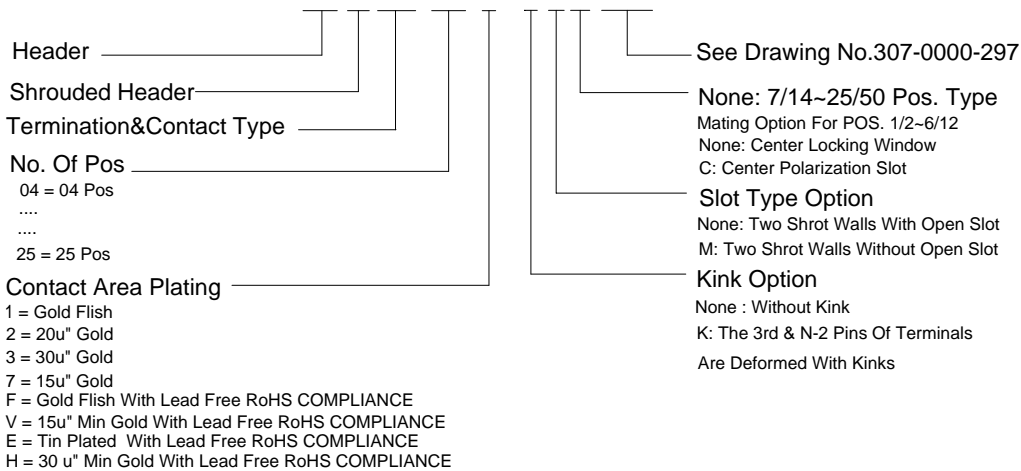 Header
Shrouded Header
Termination&Contact Type
No. Of Pos
04 = 04 Pos
....
....
25 = 25 Pos
Contact Area Plating
1 = Gold Flish
2 = 20u" Gold
3 = 30u" Gold
7 = 15u" Gold
F = Gold Flish With Lead Free RoHS COMPLIANCE
V = 15u" Min Gold With Lead Free RoHS COMPLIANCE
E = Tin Plated With Lead Free RoHS COMPLIANCE
H = 30 u" Min Gold With Lead Free RoHS COMPLIANCE
See Drawing No.307-0000-297
None: 7/14~25/50 Pos. Type
Mating Option For POS. 1/2~6/12
None: Center Locking Window
C: Center Polarization Slot
Slot Type Option
None: Two Shrot Walls With Open Slot
M: Two Shrot Walls Without Open Slot
Kink Option
None : Without Kink
K: The 3rd & N-2 Pins Of Terminals
Are Deformed With Kinks